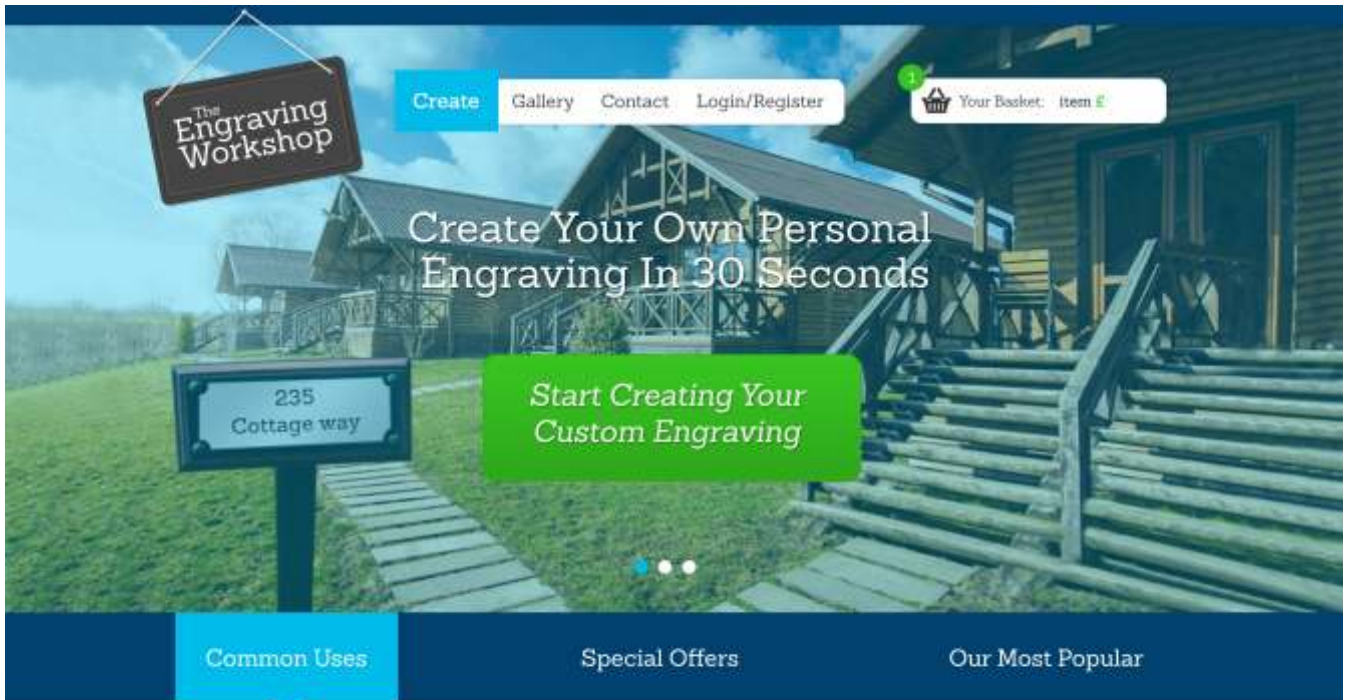 The
Engraving
Workshop
Create
Gallery
Contact
Login/Register
1
Your Basket: item £
Create Your Own Personal
Engraving In 30 Seconds
235
Cottage way
Start Creating Your
Custom Engraving
Common Uses
Special Offers
Our Most Popular